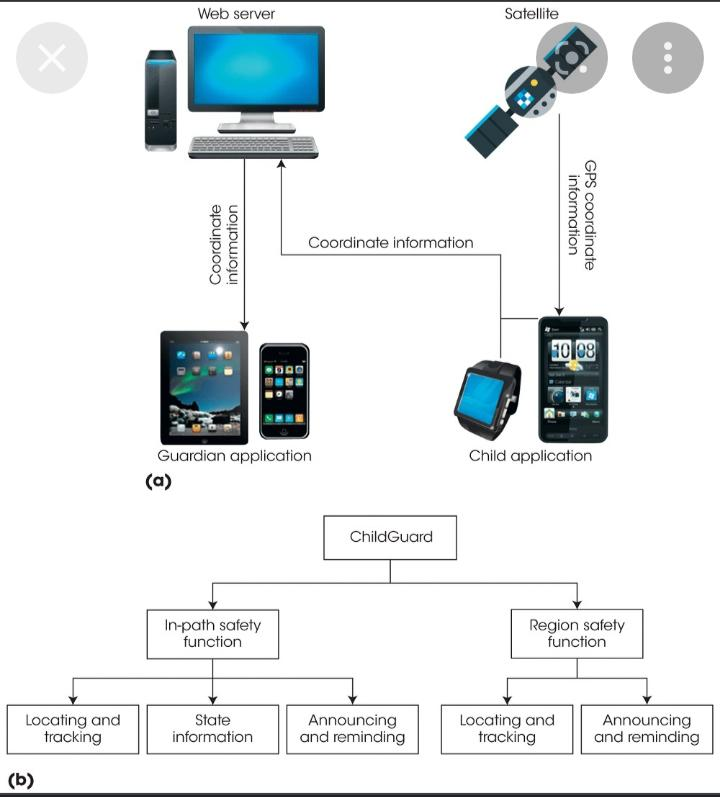 Web server
Satellite
Coordinate
information
Coordinate information
GPS coordinate
information
10 08
Guardian application
Child application
(a)
ChildGuard
In-path safety
function
Region safety
function
Locating and
tracking
State
information
Announcing
and reminding
Locating and
tracking
Announcing
and reminding
(b)